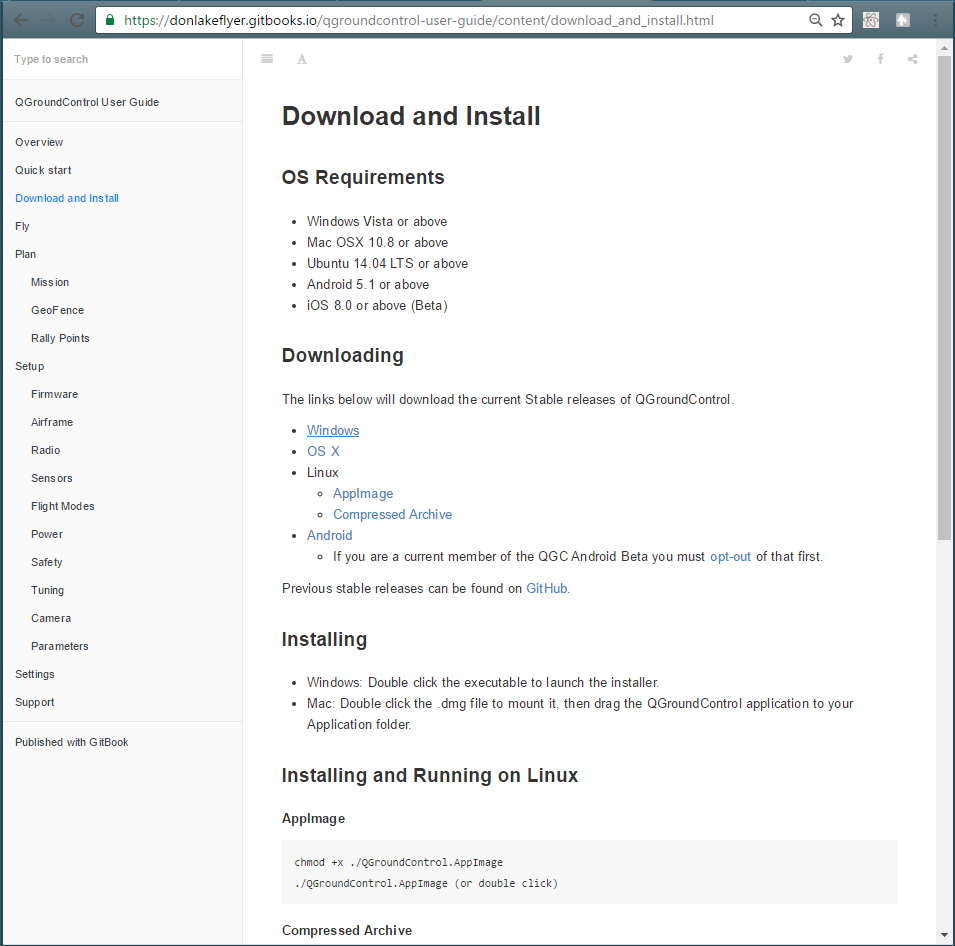 https://donlakeflyer.gitbooks.io/qgroundcontrol-user-guide/content/download_and_install.html
Type to search
A
QGroundControl User Guide
Overview
Quick start
Download and Install
Fly
Plan
Mission
GeoFence
Rally Points
Setup
Firmware
Airframe
Radio
Sensors
Flight Modes
Power
Safety
Tuning
Camera
Parameters
Settings
Support
Published with GitBook
Download and Install
OS Requirements
• Windows Vista or above
• Mac OSX 10.8 or above
• Ubuntu 14.04 LTS or above
• Android 5.1 or above
• iOS 8.0 or above (Beta)
Downloading
The links below will download the current Stable releases of QGroundControl.
• Windows
• OS X
• Linux
◦ AppImage
◦ Compressed Archive
• Android
◦ If you are a current member of the QGC Android Beta you must opt-out of that first.
Previous stable releases can be found on GitHub.
Installing
• Windows: Double click the executable to launch the installer.
• Mac: Double click the .dmg file to mount it, then drag the QGroundControl application to your
Application folder.
Installing and Running on Linux
AppImage
chmod +x ./QGroundControl.AppImage
./QGroundControl.AppImage (or double click)
Compressed Archive